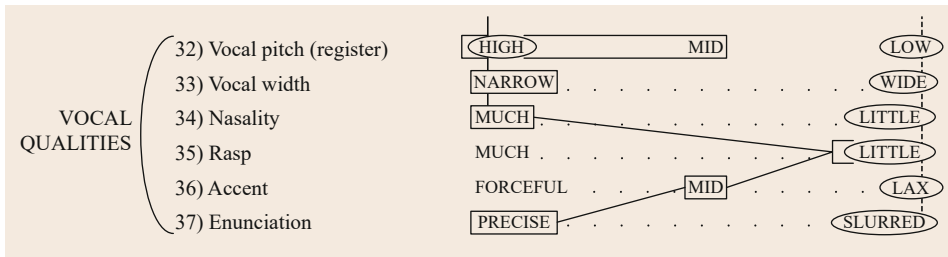 VOCAL QUALITIES
32) Vocal pitch (register) HIGH MID LOW
33) Vocal width NARROW . . . . . . . . . . . . WIDE
34) Nasality MUCH . . . . . . . . . . . . LITTLE
35) Rasp MUCH . . . . . . . . . . . . LITTLE
36) Accent FORCEFUL . . . . MID . . . . . . LAX
37) Enunciation PRECISE . . . . . . . . . . SLURRED